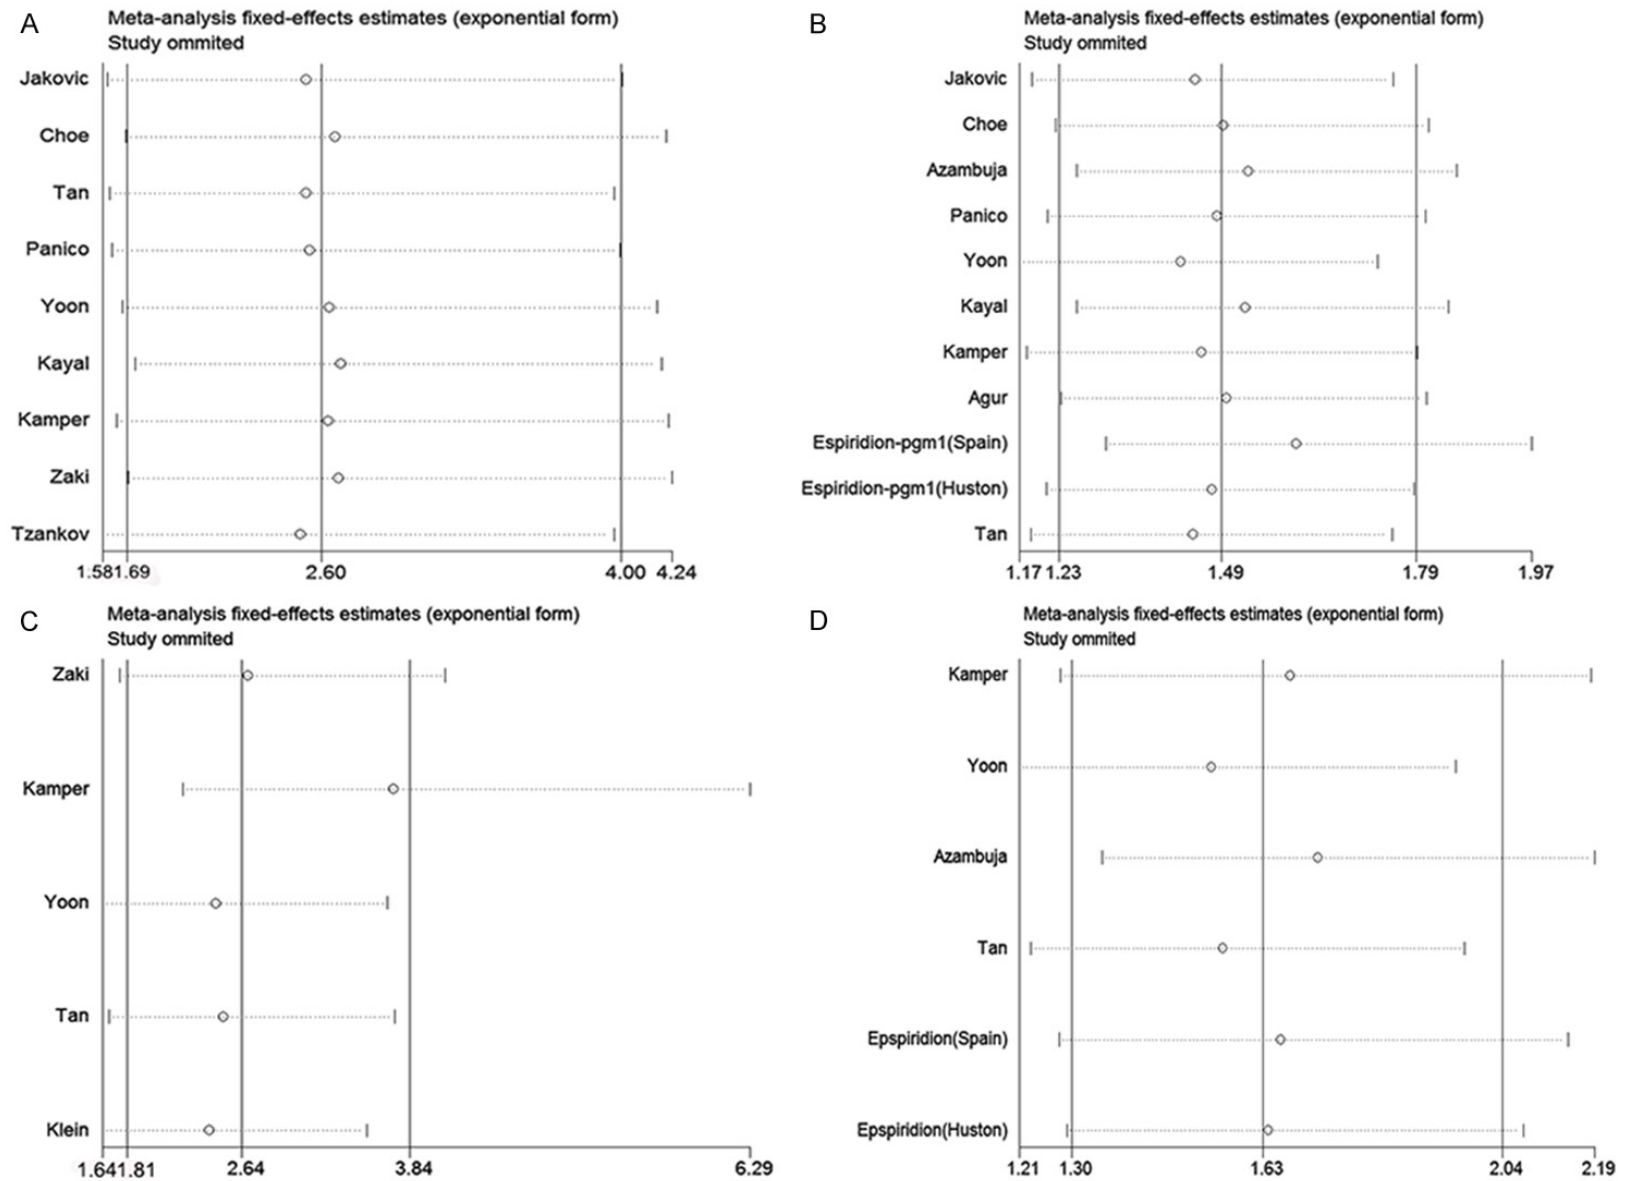 A
Meta-analysis fixed-effects estimates (exponential form)
Study ommited
Jakovic
Choe
Tan
Panico
Yoon
Kayal
Kamper
Zaki
Tzankov
1.581.69 2.60 4.00 4.24
B
Meta-analysis fixed-effects estimates (exponential form)
Study ommited
Jakovic
Choe
Azambuja
Panico
Yoon
Kayal
Kamper
Agur
Espiridion-pgm1(Spain)
Espiridion-pgm1(Huston)
Tan
1.17 1.23 1.49 1.79 1.97
C
Meta-analysis fixed-effects estimates (exponential form)
Study ommited
Zaki
Kamper
Yoon
Tan
Klein
1.641.81 2.64 3.84 6.29
D
Meta-analysis fixed-effects estimates (exponential form)
Study ommited
Kamper
Yoon
Azambuja
Tan
Epspiridion(Spain)
Epspiridion(Huston)
1.21 1.30 1.63 2.04 2.19